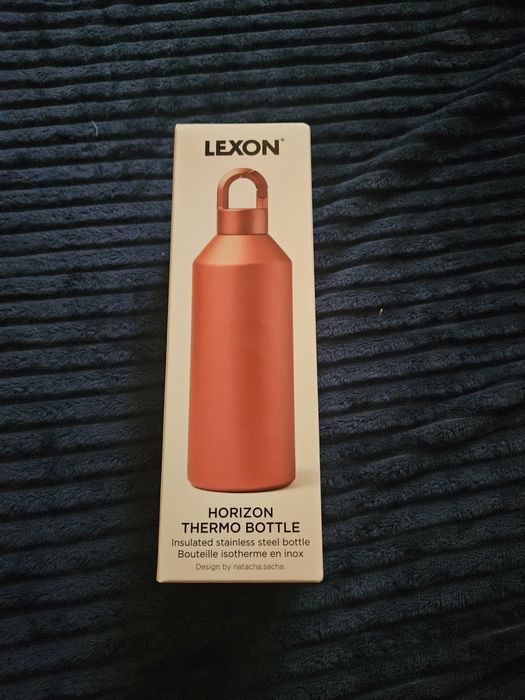 LEXON®
HORIZON
THERMO BOTTLE
Insulated stainless steel bottle
Bouteille isotherme en inox
Design by natacha.sacha.